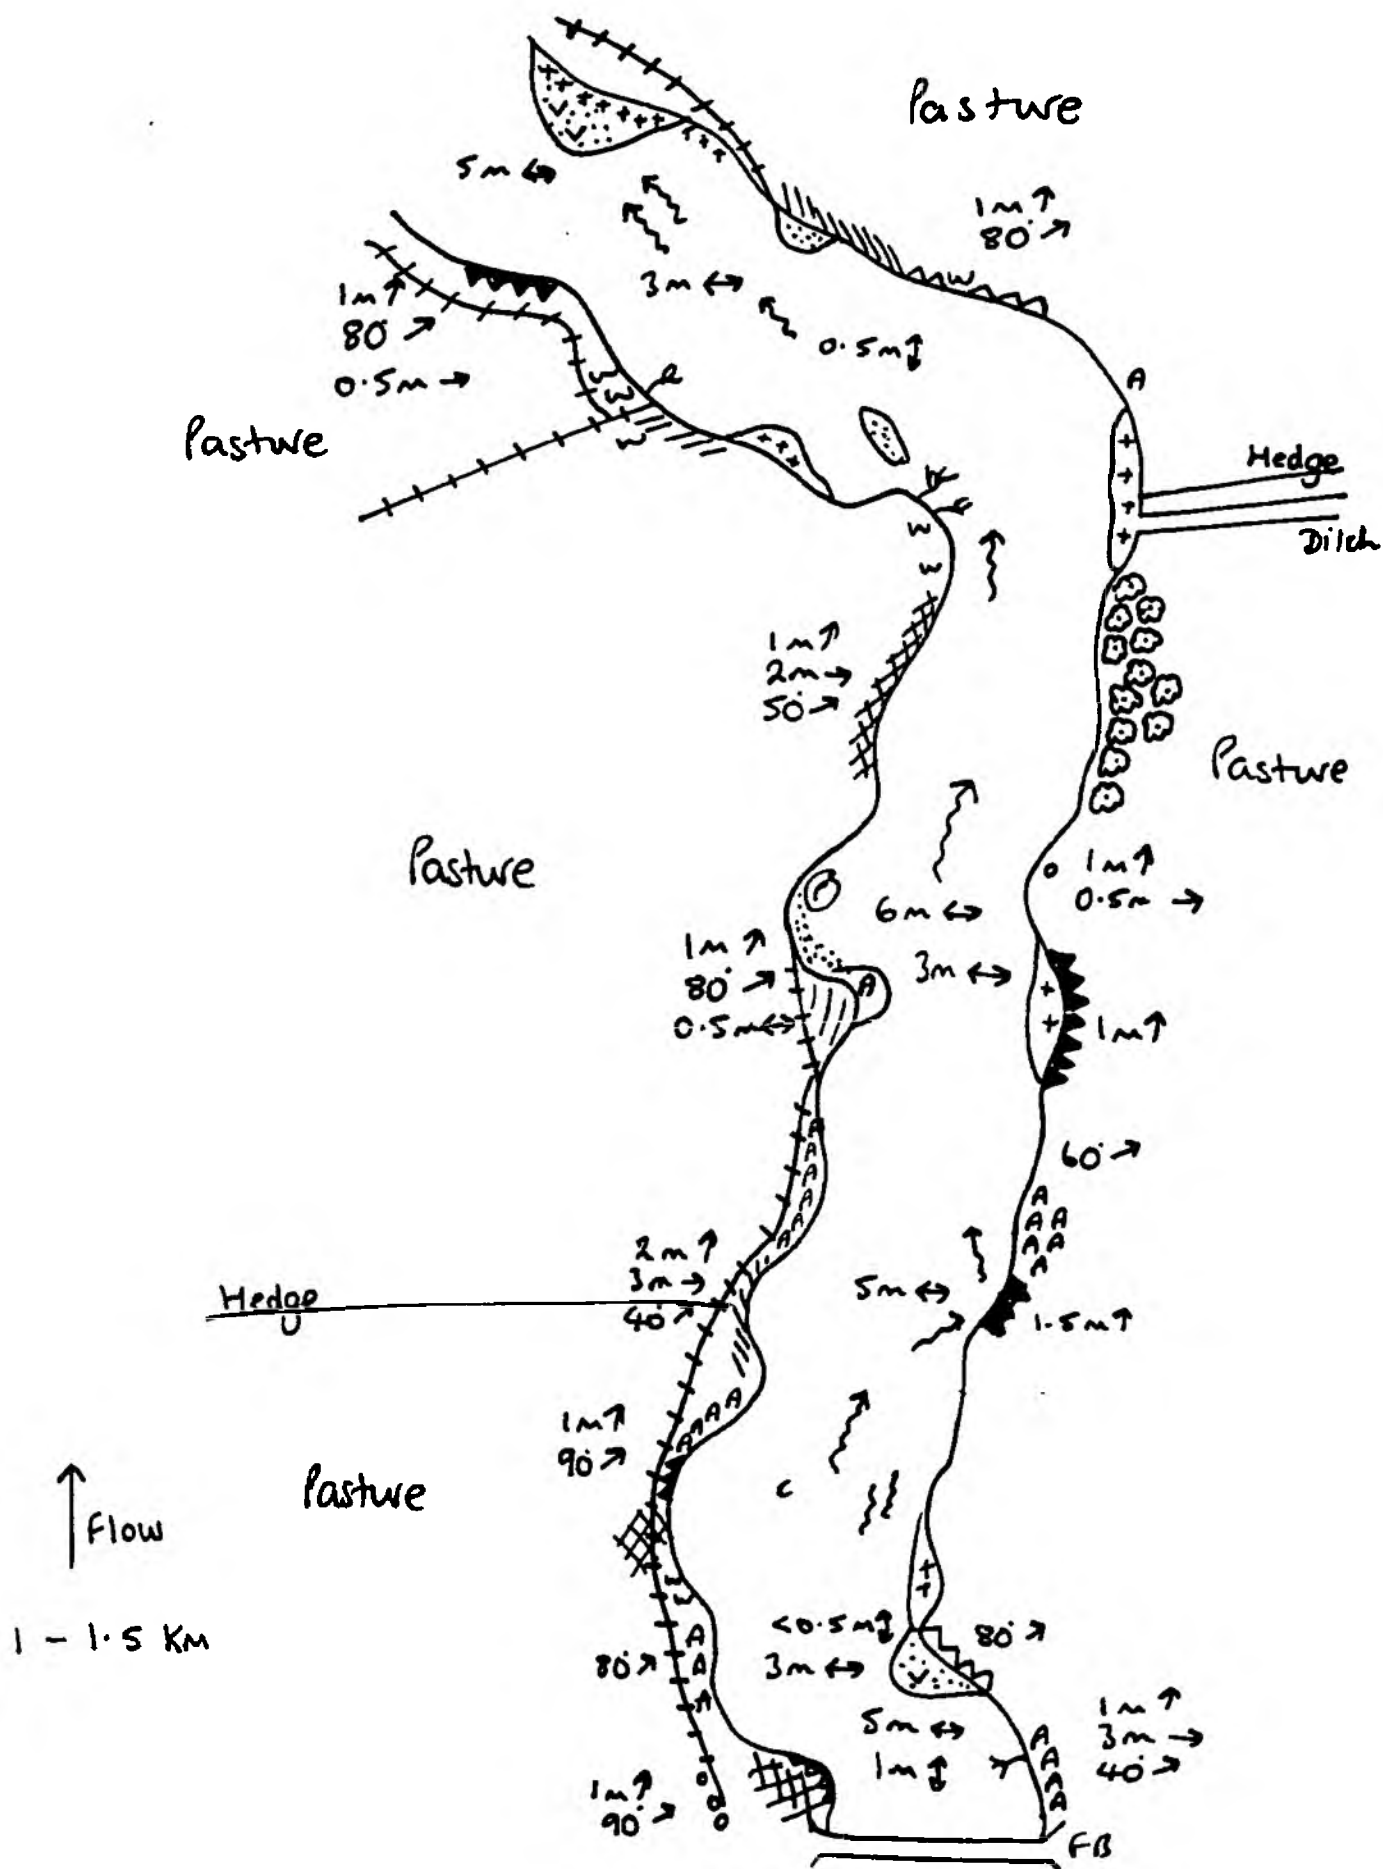 Pasture
5m ↔
1m ↑
80° ↗
3m ↔
1m ↑
80° ↗
0.5m →
0.5m ↕
A
Pasture
W
W
W
Hedge
Ditch
W
W
1m ↑
2m →
50° ↗
Pasture
Pasture
1m ↑
0.5m →
6m ↔
1m ↑
80° ↗
0.5m ↔
3m ↔
A
1m ↑
A
A
A
A
A
A
A
60° ↗
A
A A
A A
A
2m ↑
3m →
40° ↗
Hedge
5m ↔
1.5m ↑
A A A A
1m ↑
90° ↗
Pasture
c
↑ Flow
1 - 1.5 KM
W
W
<0.5m ↕
3m ↔
80° ↗
A
A
A
80° ↗
5m ↔
1m ↕
1m ↑
3m →
40° ↗
A
A
A
A
1m ↑
90° ↗
FB